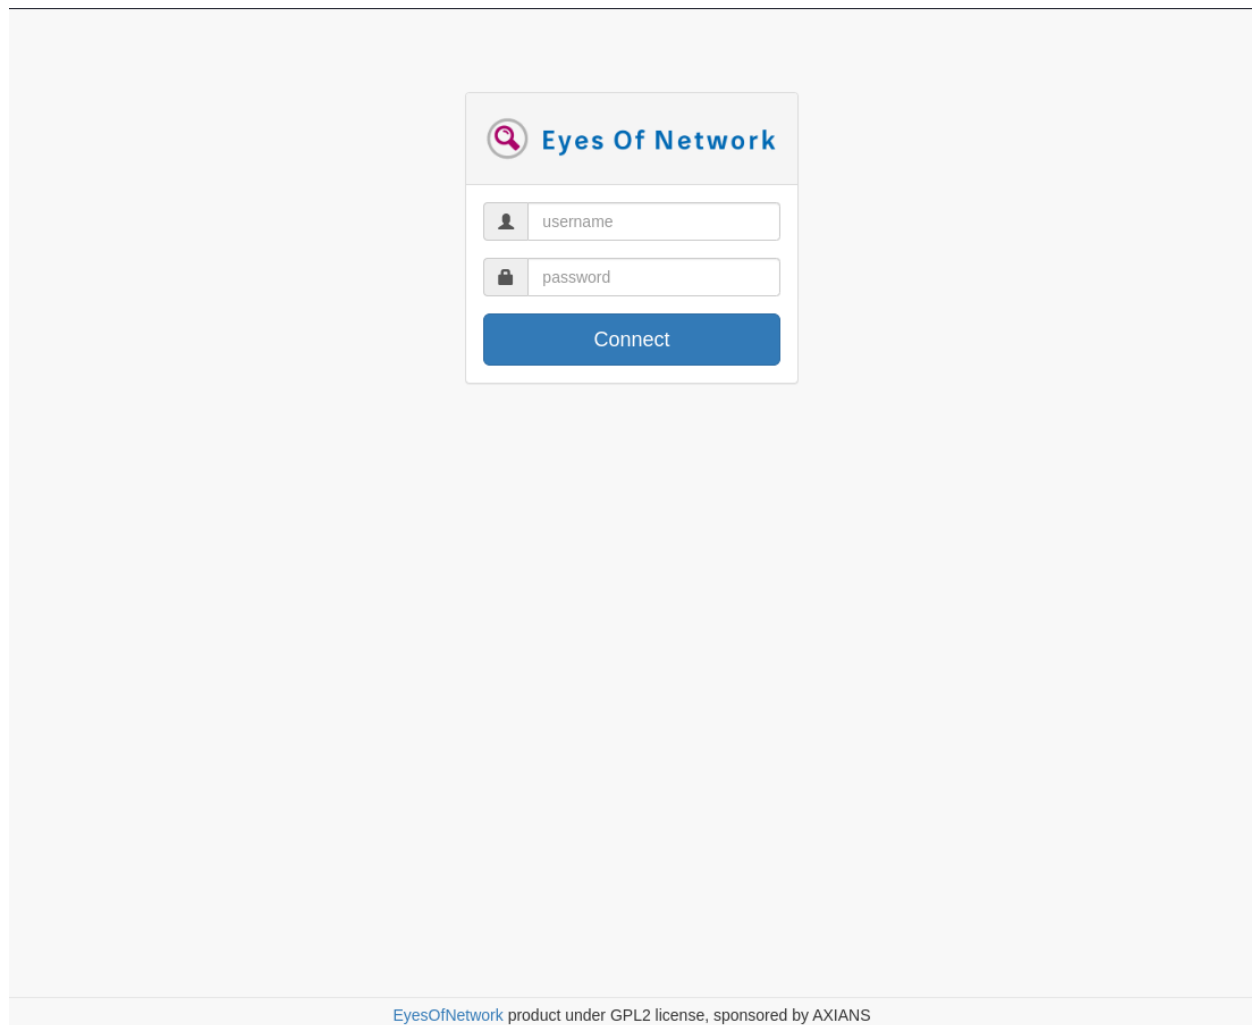 Eyes Of Network
username
password
Connect
EyesOfNetwork product under GPL2 license, sponsored by AXIANS